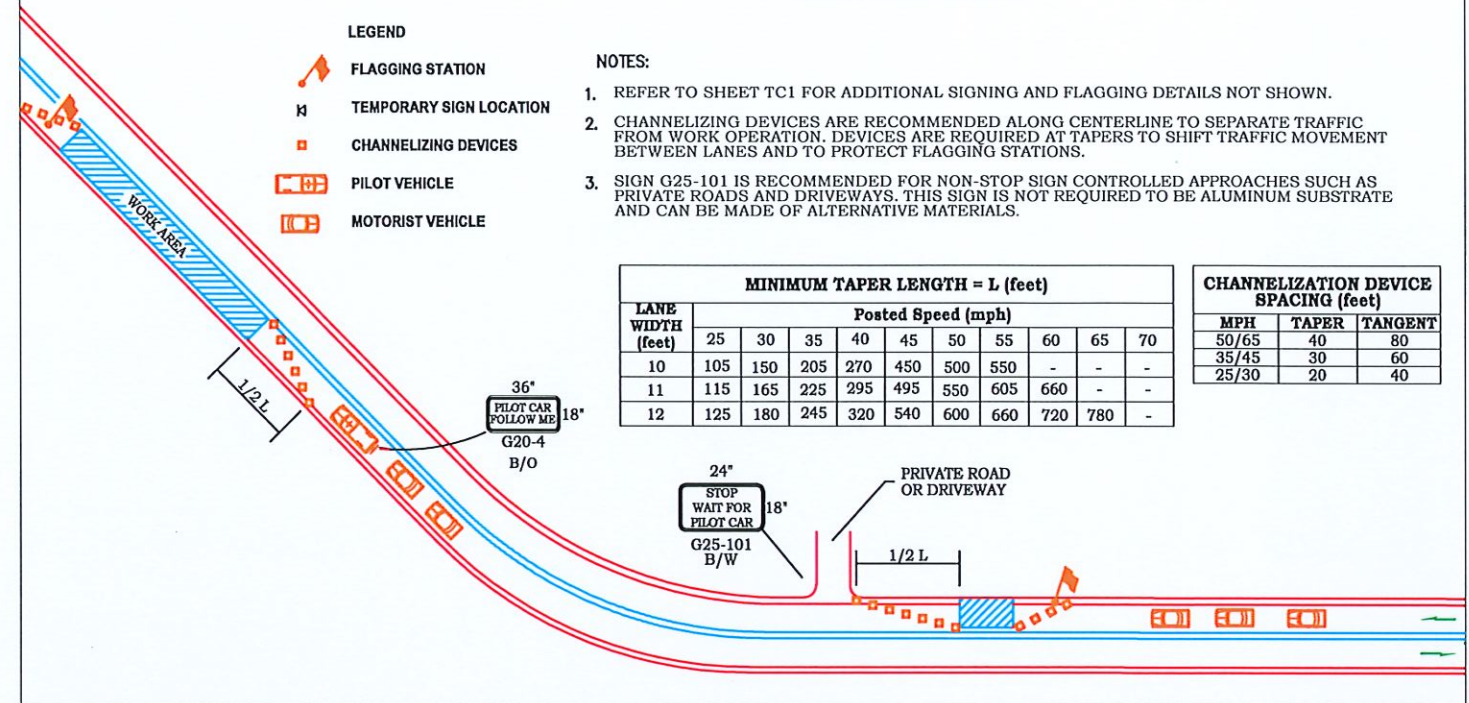 LEGEND
FLAGGING STATION
TEMPORARY SIGN LOCATION
CHANNELIZING DEVICES
PILOT VEHICLE
MOTORIST VEHICLE
NOTES:
1. REFER TO SHEET TC1 FOR ADDITIONAL SIGNING AND FLAGGING DETAILS NOT SHOWN.
2. CHANNELIZING DEVICES ARE RECOMMENDED ALONG CENTERLINE TO SEPARATE TRAFFIC
FROM WORK OPERATION. DEVICES ARE REQUIRED AT TAPERS TO SHIFT TRAFFIC MOVEMENT
BETWEEN LANES AND TO PROTECT FLAGGING STATIONS.
3. SIGN G25-101 IS RECOMMENDED FOR NON-STOP SIGN CONTROLLED APPROACHES SUCH AS
PRIVATE ROADS AND DRIVEWAYS. THIS SIGN IS NOT REQUIRED TO BE ALUMINUM SUBSTRATE
AND CAN BE MADE OF ALTERNATIVE MATERIALS.
MINIMUM TAPER LENGTH = L (feet)
LANE WIDTH (feet) Posted Speed (mph)
25 30 35 40 45 50 55 60 65 70
10 105 150 205 270 450 500 550 - - -
11 115 165 225 295 495 550 605 660 - -
12 125 180 245 320 540 600 660 720 780 -
CHANNELIZATION DEVICE
SPACING (feet)
MPH TAPER TANGENT
50/65 40 80
35/45 30 60
25/30 20 40
WORK AREA
1/2 L
36"
PILOT CAR
FOLLOW ME
18"
G20-4
B/O
24"
STOP
WAIT FOR
PILOT CAR
18"
G25-101
B/W
PRIVATE ROAD
OR DRIVEWAY
1/2 L